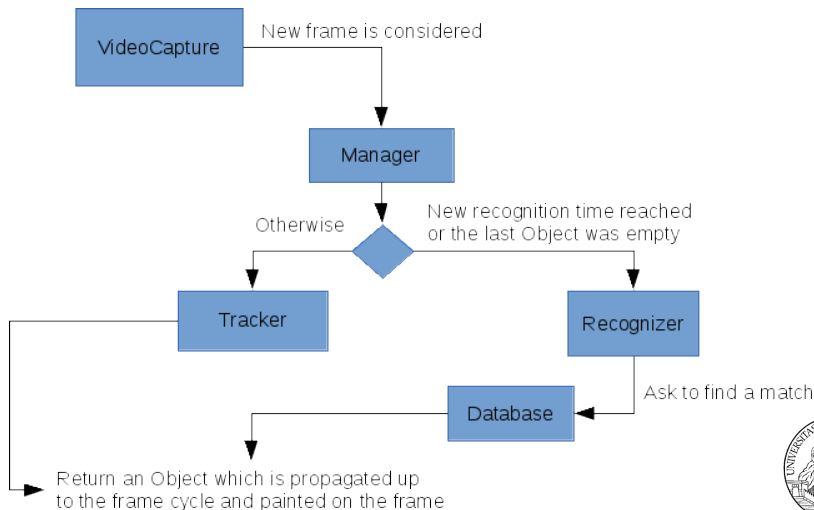 VideoCapture
New frame is considered
Manager
Otherwise
New recognition time reached
or the last Object was empty
Tracker
Recognizer
Ask to find a match
Database
Return an Object which is propagated up
to the frame cycle and painted on the frame
UNIVERSITAS